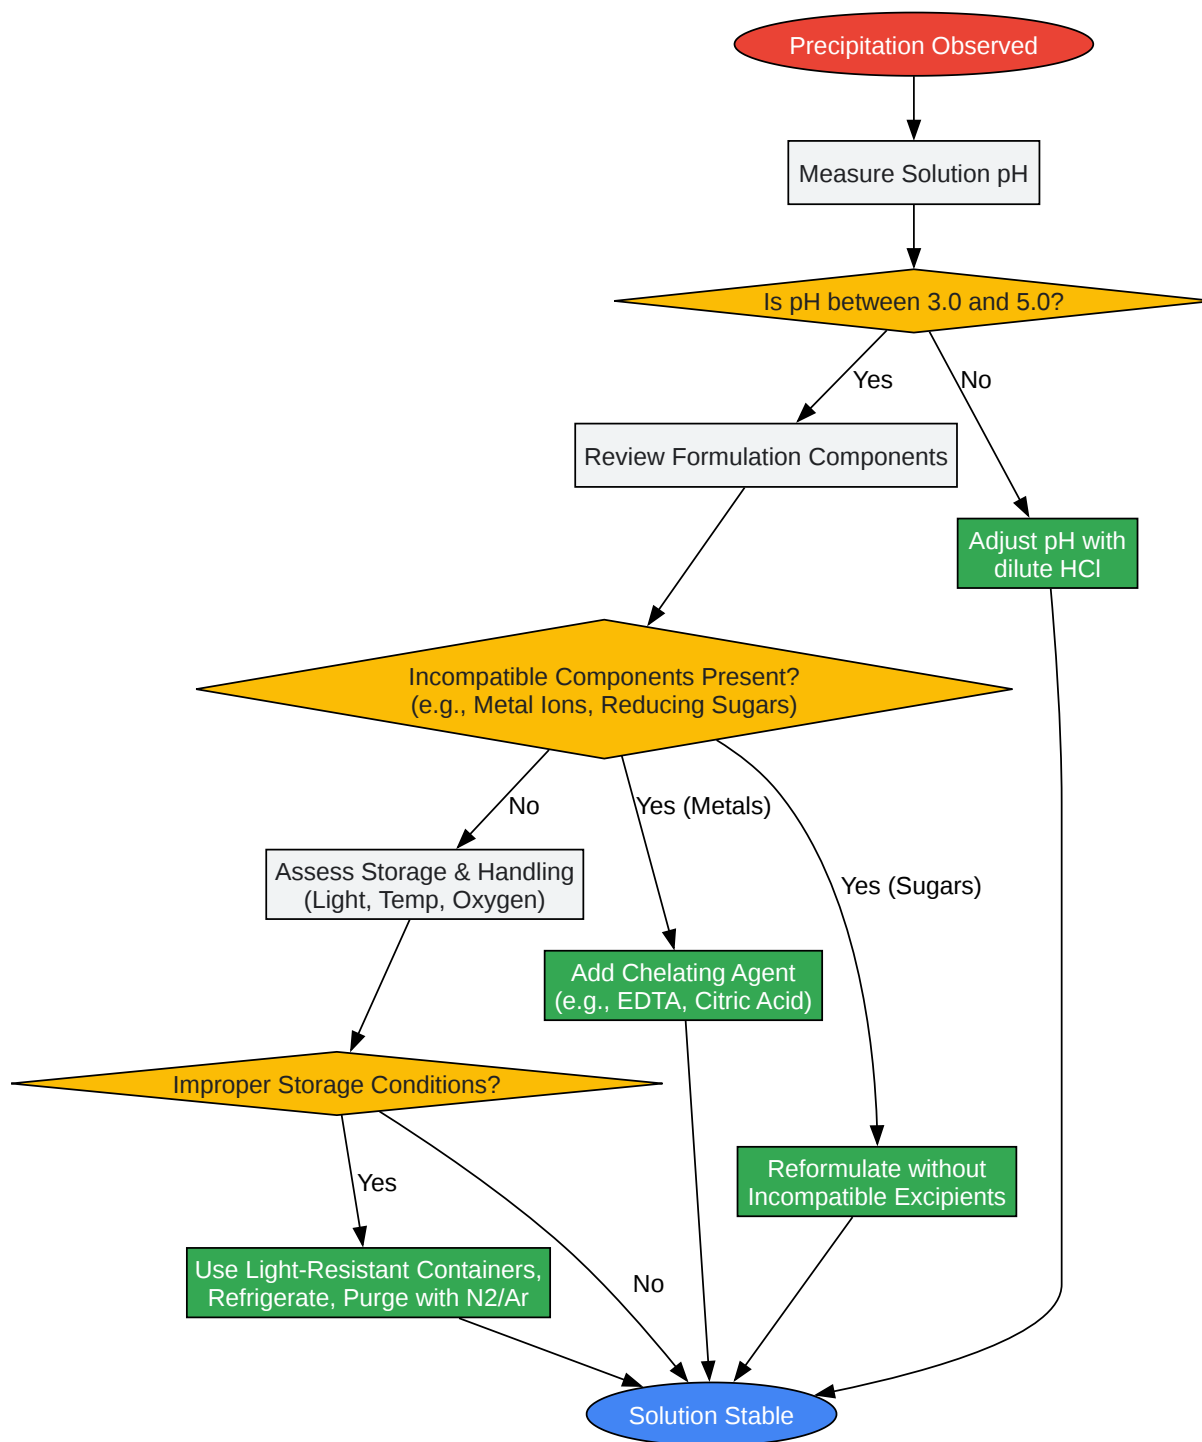 Precipitation Observed
Measure Solution pH
Is pH between 3.0 and 5.0?
Yes
No
Review Formulation Components
Adjust pH with
dilute HCl
Incompatible Components Present?
(e.g., Metal Ions, Reducing Sugars)
No
Yes (Metals)
Yes (Sugars)
Assess Storage & Handling
(Light, Temp, Oxygen)
Add Chelating Agent
(e.g., EDTA, Citric Acid)
Improper Storage Conditions?
Reformulate without
Incompatible Excipients
Yes
No
Use Light-Resistant Containers,
Refrigerate, Purge with N2/Ar
Solution Stable